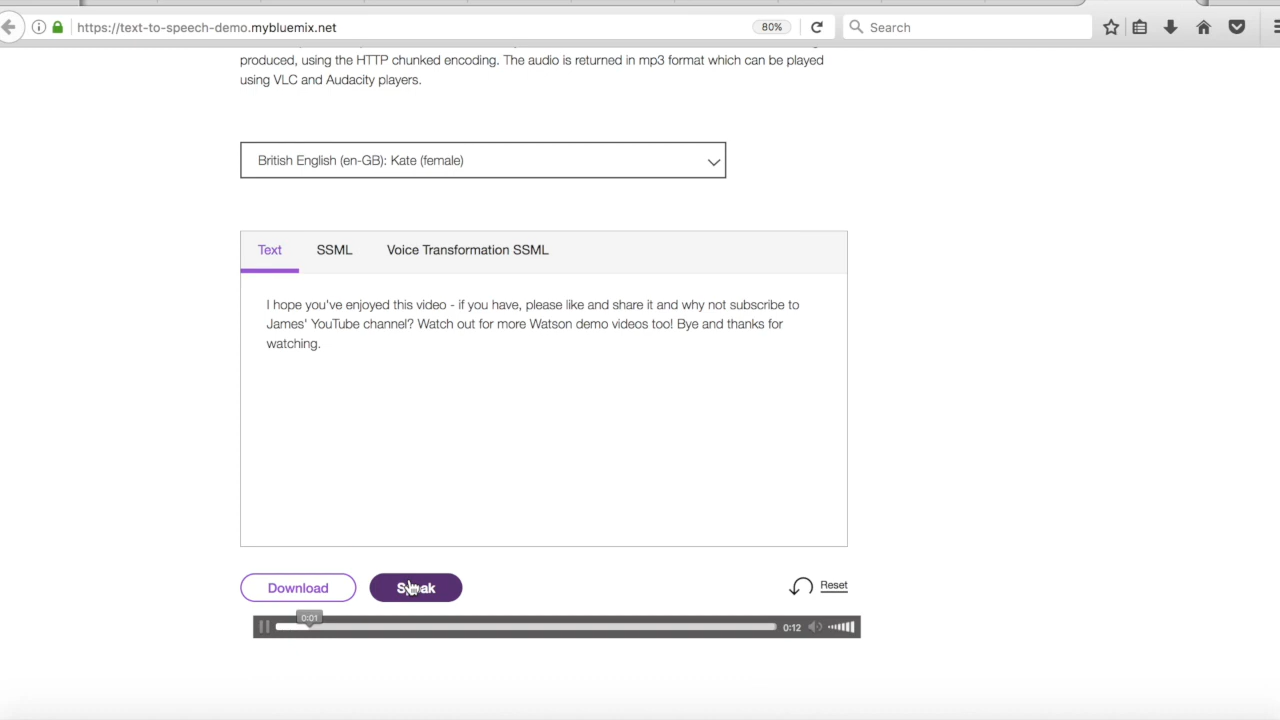 https://text-to-speech-demo.mybluemix.net
80%
Search
produced, using the HTTP chunked encoding. The audio is returned in mp3 format which can be played
using VLC and Audacity players.
British English (en-GB): Kate (female)
Text SSML Voice Transformation SSML
I hope you've enjoyed this video - if you have, please like and share it and why not subscribe to
James' YouTube channel? Watch out for more Watson demo videos too! Bye and thanks for
watching.
Download Speak
Reset
0:01
0:12